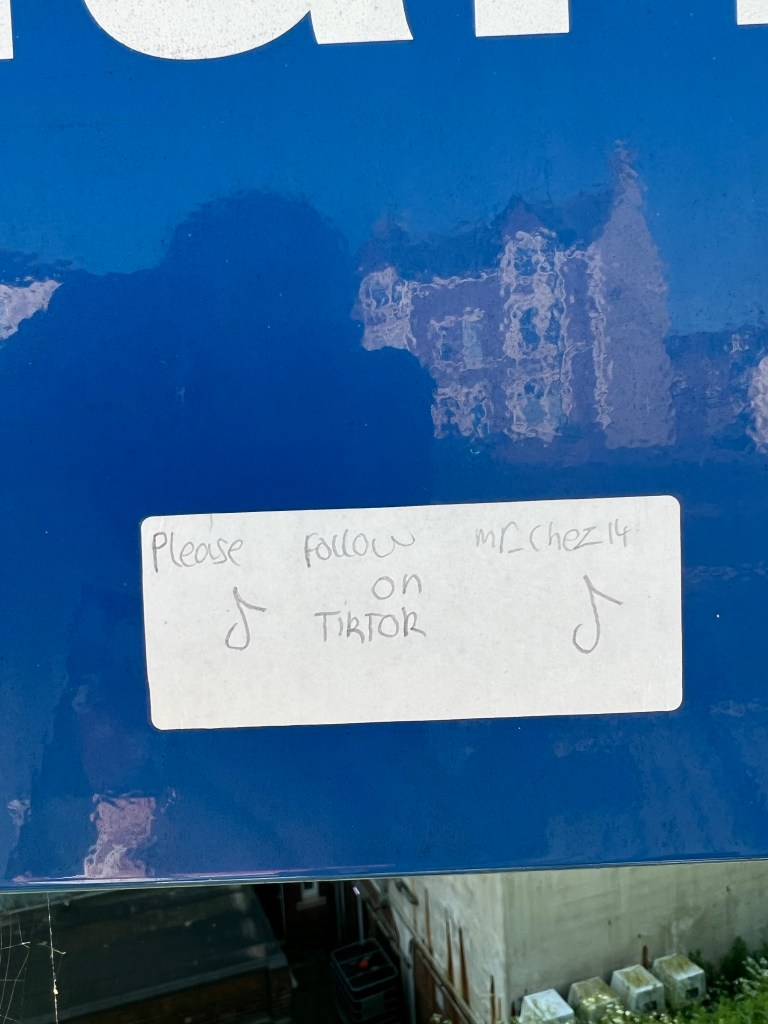 Please Follow mr_chez14
on
TikTok